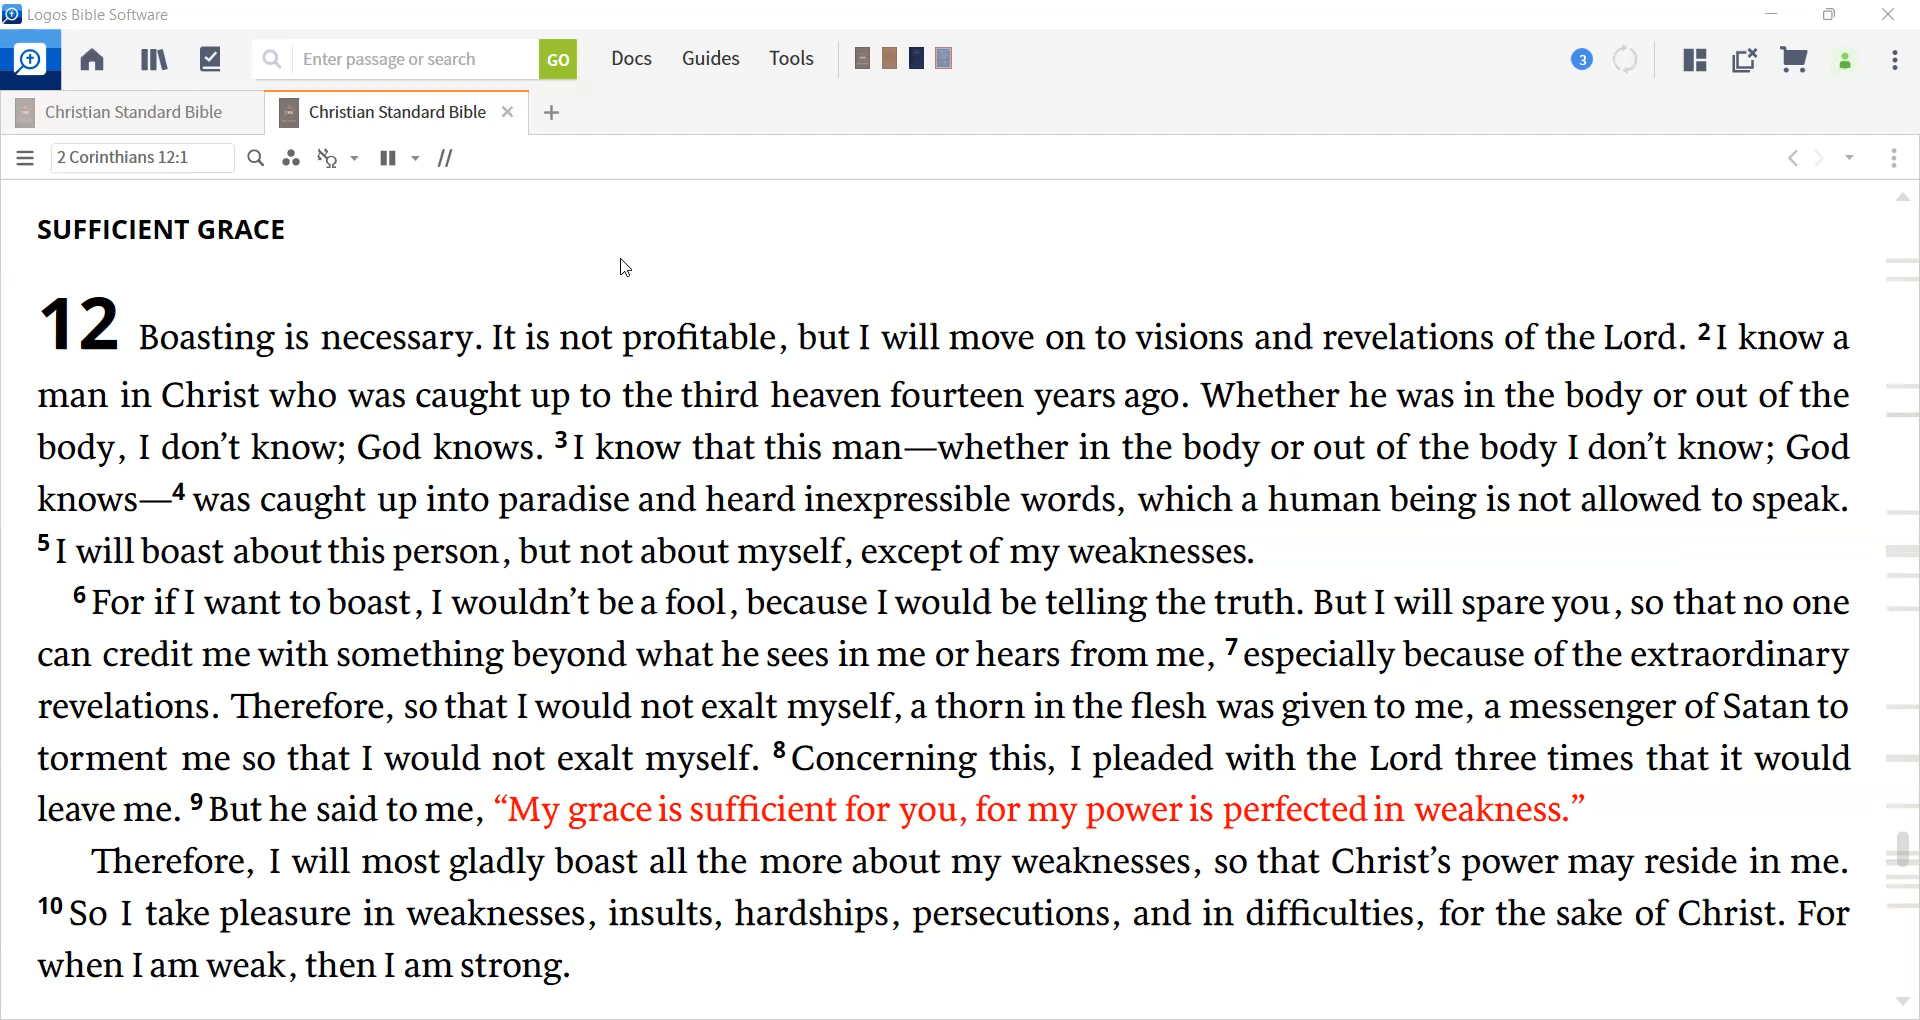 Logos Bible Software
Enter passage or search GO Docs Guides Tools 3
Christian Standard Bible Christian Standard Bible
2 Corinthians 12:1
SUFFICIENT GRACE
12 Boasting is necessary. It is not profitable, but I will move on to visions and revelations of the Lord. 2 I know a
man in Christ who was caught up to the third heaven fourteen years ago. Whether he was in the body or out of the
body, I don’t know; God knows. 3 I know that this man—whether in the body or out of the body I don’t know; God
knows—4 was caught up into paradise and heard inexpressible words, which a human being is not allowed to speak.
5 I will boast about this person, but not about myself, except of my weaknesses.
6 For if I want to boast, I wouldn’t be a fool, because I would be telling the truth. But I will spare you, so that no one
can credit me with something beyond what he sees in me or hears from me, 7 especially because of the extraordinary
revelations. Therefore, so that I would not exalt myself, a thorn in the flesh was given to me, a messenger of Satan to
torment me so that I would not exalt myself. 8 Concerning this, I pleaded with the Lord three times that it would
leave me. 9 But he said to me, “My grace is sufficient for you, for my power is perfected in weakness.”
Therefore, I will most gladly boast all the more about my weaknesses, so that Christ’s power may reside in me.
10 So I take pleasure in weaknesses, insults, hardships, persecutions, and in difficulties, for the sake of Christ. For
when I am weak, then I am strong.